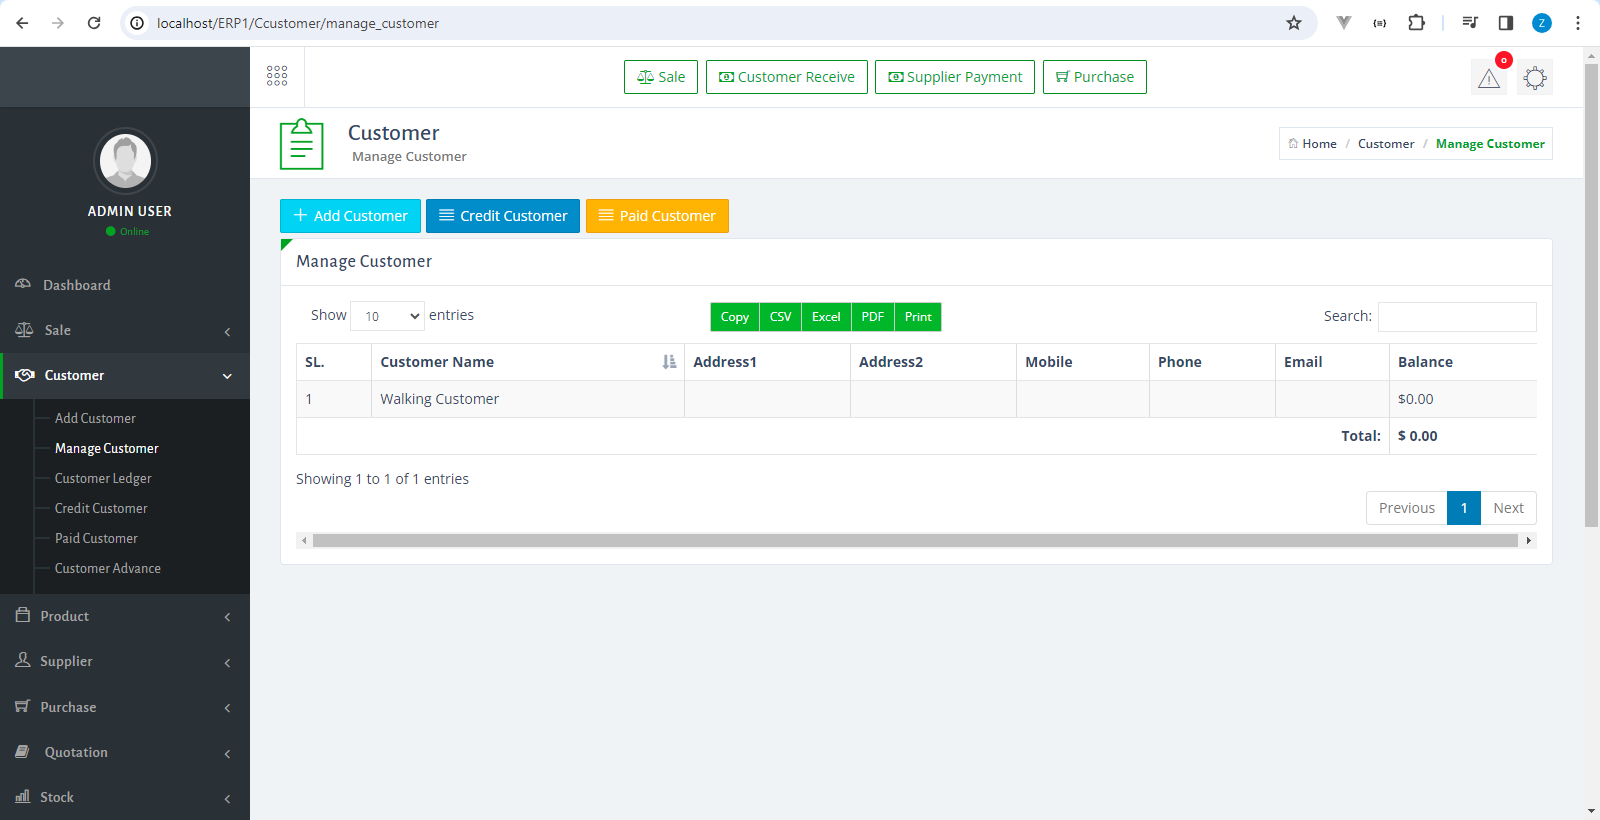 localhost/ERP1/Ccustomer/manage_customer
Z
Sale
Customer Receive
Supplier Payment
Purchase
0
Customer
Manage Customer
Home / Customer / Manage Customer
ADMIN USER
Online
Dashboard
Sale
Customer
Add Customer
Manage Customer
Customer Ledger
Credit Customer
Paid Customer
Customer Advance
Product
Supplier
Purchase
Quotation
Stock
Add Customer
Credit Customer
Paid Customer
Manage Customer
Show 10 entries
Copy CSV Excel PDF Print
Search:
SL. Customer Name Address1 Address2 Mobile Phone Email Balance
1 Walking Customer $0.00
Total: $ 0.00
Showing 1 to 1 of 1 entries
Previous 1 Next